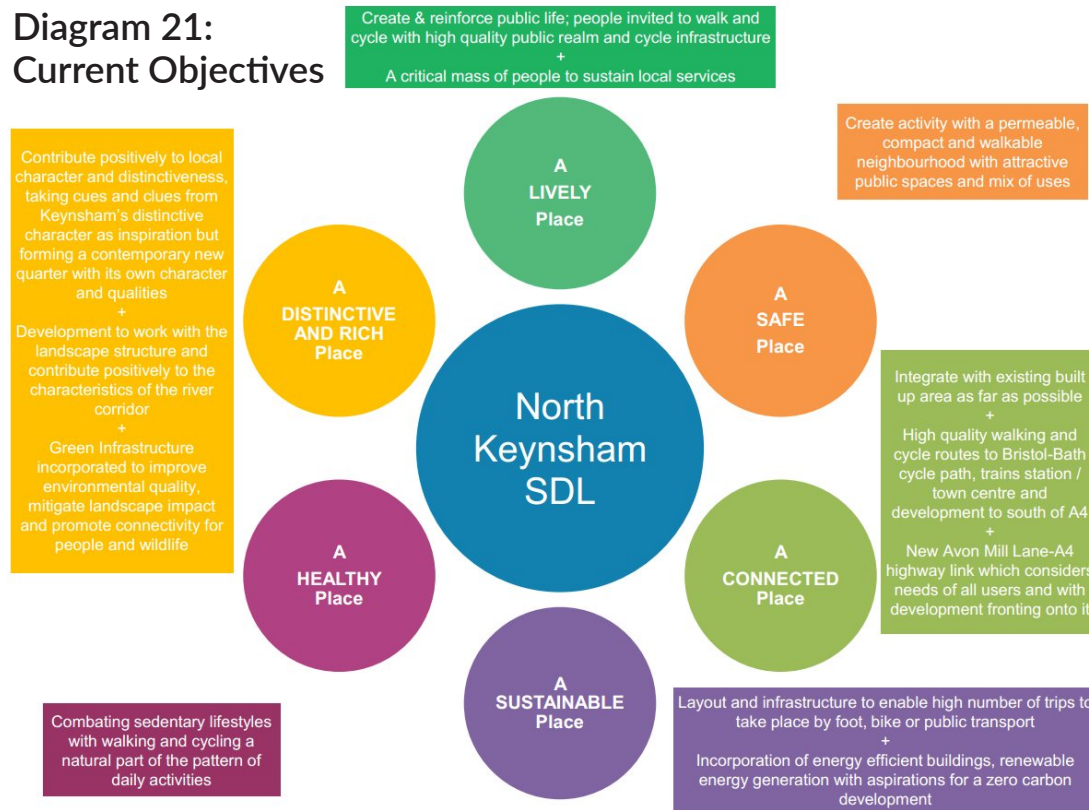 Diagram 21:
Current Objectives
Create & reinforce public life; people invited to walk and
cycle with high quality public realm and cycle infrastructure
+
A critical mass of people to sustain local services
Contribute positively to local
character and distinctiveness,
taking cues and clues from
Keynsham's distinctive
character as inspiration but
forming a contemporary new
quarter with its own character
and qualities
+
Development to work with the
landscape structure and
contribute positively to the
characteristics of the river
corridor
+
Green Infrastructure
incorporated to improve
environmental quality,
mitigate landscape impact
and promote connectivity for
people and wildlife
A
LIVELY
Place
Create activity with a permeable,
compact and walkable
neighbourhood with attractive
public spaces and mix of uses
A
DISTINCTIVE
AND RICH
Place
A
SAFE
Place
North
Keynsham
SDL
Integrate with existing built
up area as far as possible
+
High quality walking and
cycle routes to Bristol-Bath
cycle path, trains station /
town centre and
development to south of A4
+
New Avon Mill Lane-A4
highway link which considers
needs of all users and with
development fronting onto it
A
HEALTHY
Place
A
CONNECTED
Place
A
SUSTAINABLE
Place
Combating sedentary lifestyles
with walking and cycling a
natural part of the pattern of
daily activities
Layout and infrastructure to enable high number of trips to
take place by foot, bike or public transport
+
Incorporation of energy efficient buildings, renewable
energy generation with aspirations for a zero carbon
development